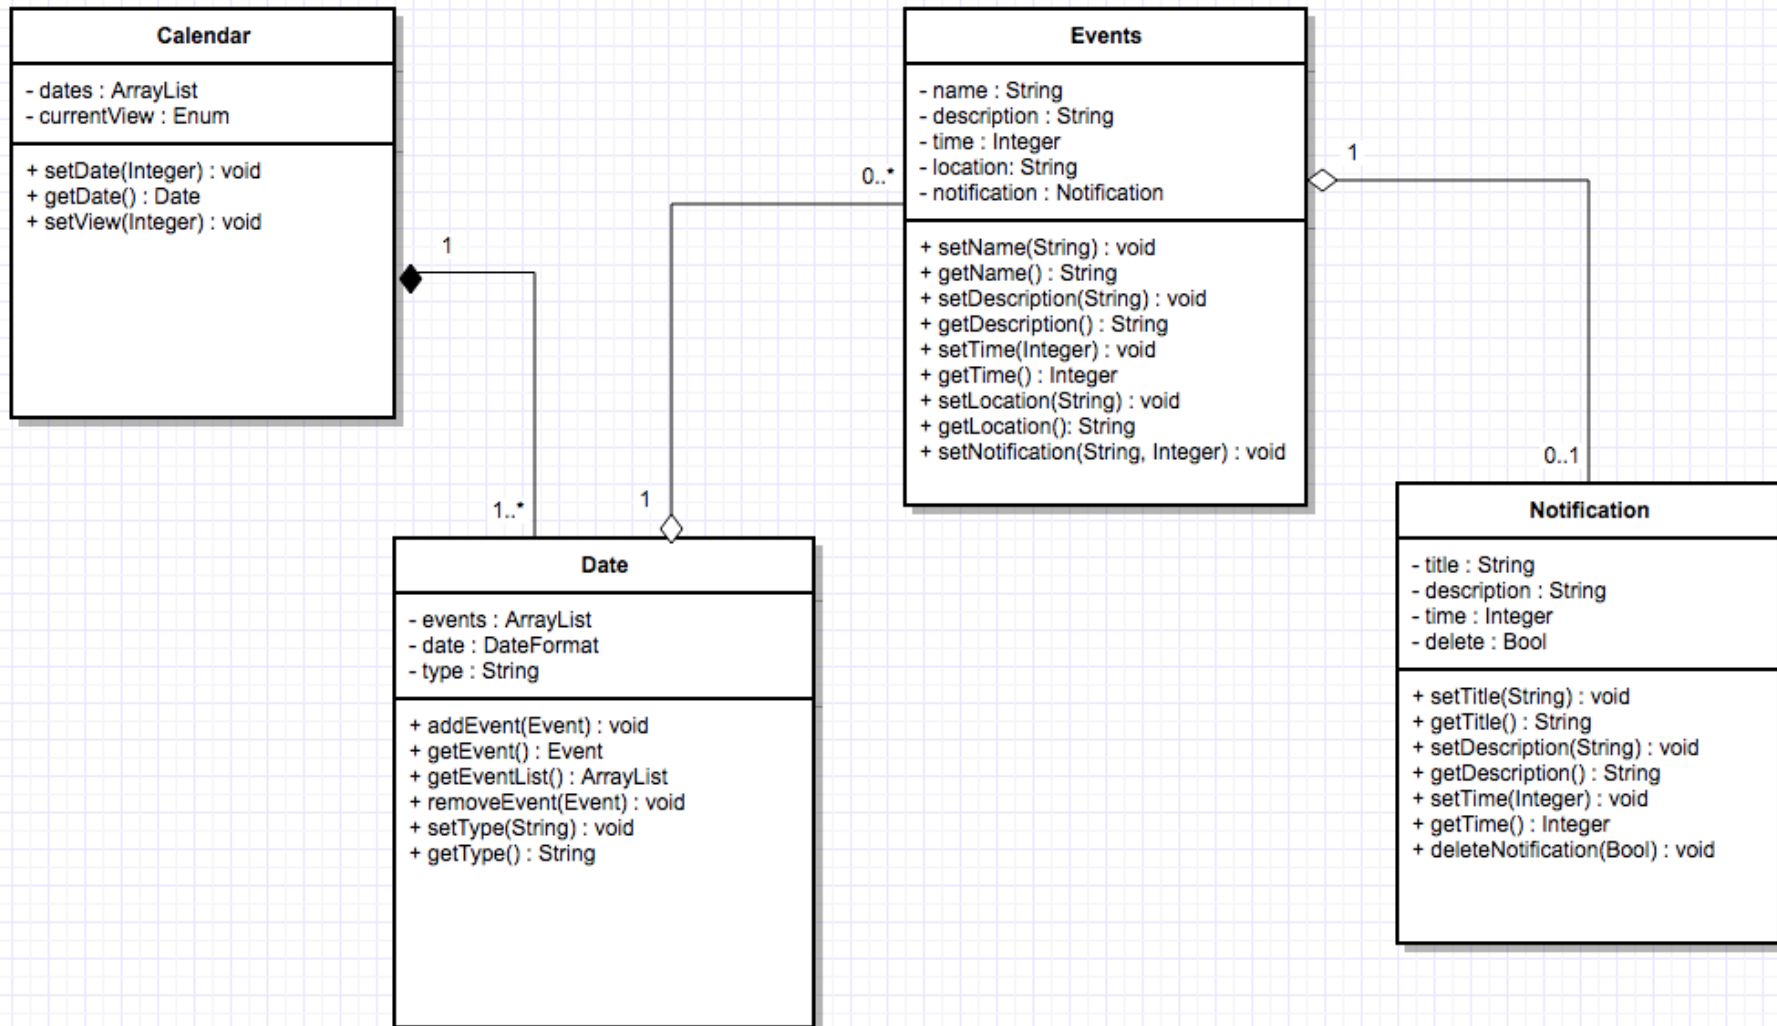 Calendar
- dates : ArrayList
- currentView : Enum
+ setDate(Integer) : void
+ getDate() : Date
+ setView(Integer) : void
1
1..*
Events
- name : String
- description : String
- time : Integer
- location: String
- notification : Notification
+ setName(String) : void
+ getName() : String
+ setDescription(String) : void
+ getDescription() : String
+ setTime(Integer) : void
+ getTime() : Integer
+ setLocation(String) : void
+ getLocation(): String
+ setNotification(String, Integer) : void
0..*
1
1
0..1
Date
- events : ArrayList
- date : DateFormat
- type : String
+ addEvent(Event) : void
+ getEvent() : Event
+ getEventList() : ArrayList
+ removeEvent(Event) : void
+ setType(String) : void
+ getType() : String
Notification
- title : String
- description : String
- time : Integer
- delete : Bool
+ setTitle(String) : void
+ getTitle() : String
+ setDescription(String) : void
+ getDescription() : String
+ setTime(Integer) : void
+ getTime() : Integer
+ deleteNotification(Bool) : void